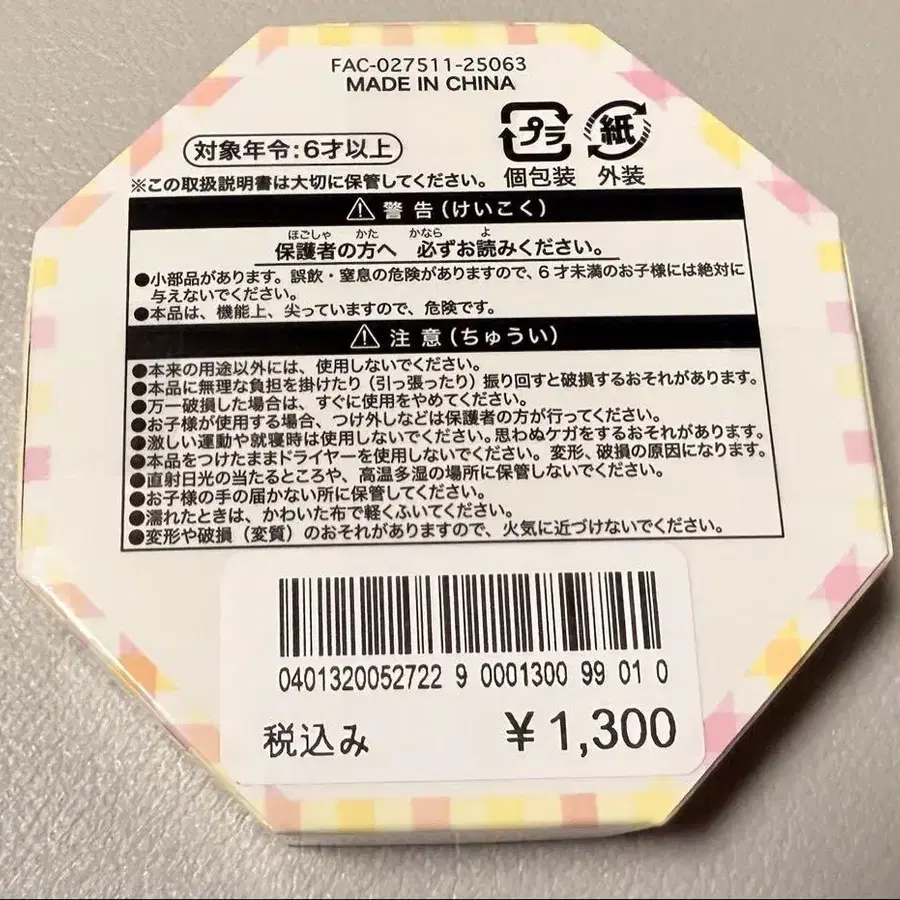 FAC-027511-25063
MADE IN CHINA
プラ 紙
対象年令:6才以上
個包装 外装
※この取扱説明書は大切に保管してください。
⚠警告(けいこく)
ほごしゃ かた かなら よ
保護者の方へ 必ずお読みください。
●小部品があります。誤飲・窒息の危険がありますので、6才未満のお子様には絶対に
与えないでください。
●本品は、機能上、尖っていますので、危険です。
⚠注意(ちゅうい)
●本来の用途以外には、使用しないでください。
●本品に無理な負担を掛けたり(引っ張ったり)振り回すと破損するおそれがあります。
●万一破損した場合は、すぐに使用をやめてください。
●お子様が使用する場合、つけ外しなどは保護者の方が行ってください。
●激しい運動や就寝時は使用しないでください。思わぬケガをするおそれがあります。
●本品をつけたままドライヤーを使用しないでください。変形、破損の原因になります。
●直射日光の当たるところや、高温多湿の場所に保管しないでください。
●お子様の手の届かない所に保管してください。
●濡れたときは、かわいた布で軽くふいてください。
●変形や破損(変質)のおそれがありますので、火気に近づけないでください。
0401320052722 9 0001300 99 01 0
税込み ¥1,300